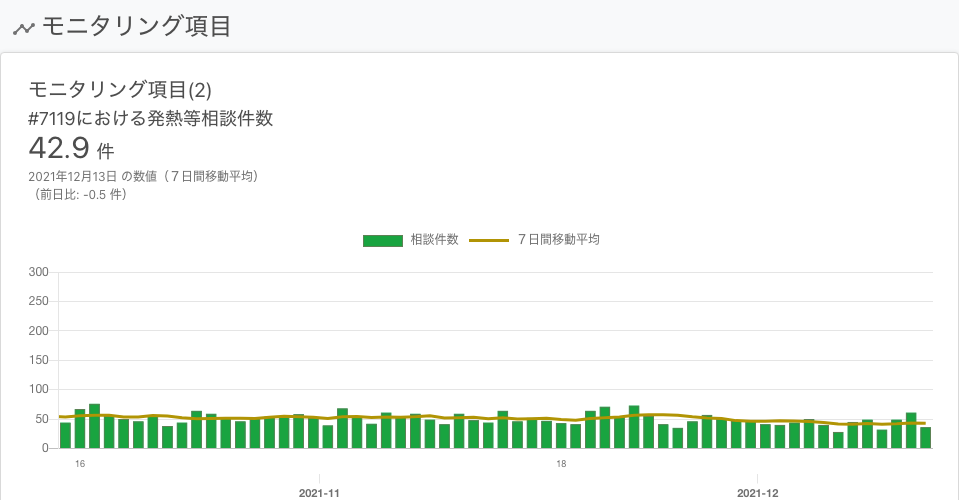 モニタリング項目
モニタリング項目(2)
#7119における発熱等相談件数
42.9 件
2021年12月13日 の数値（７日間移動平均）
（前日比: -0.5 件）
相談件数 ７日間移動平均
300
250
200
150
100
50
0
16 18
2021-11 2021-12